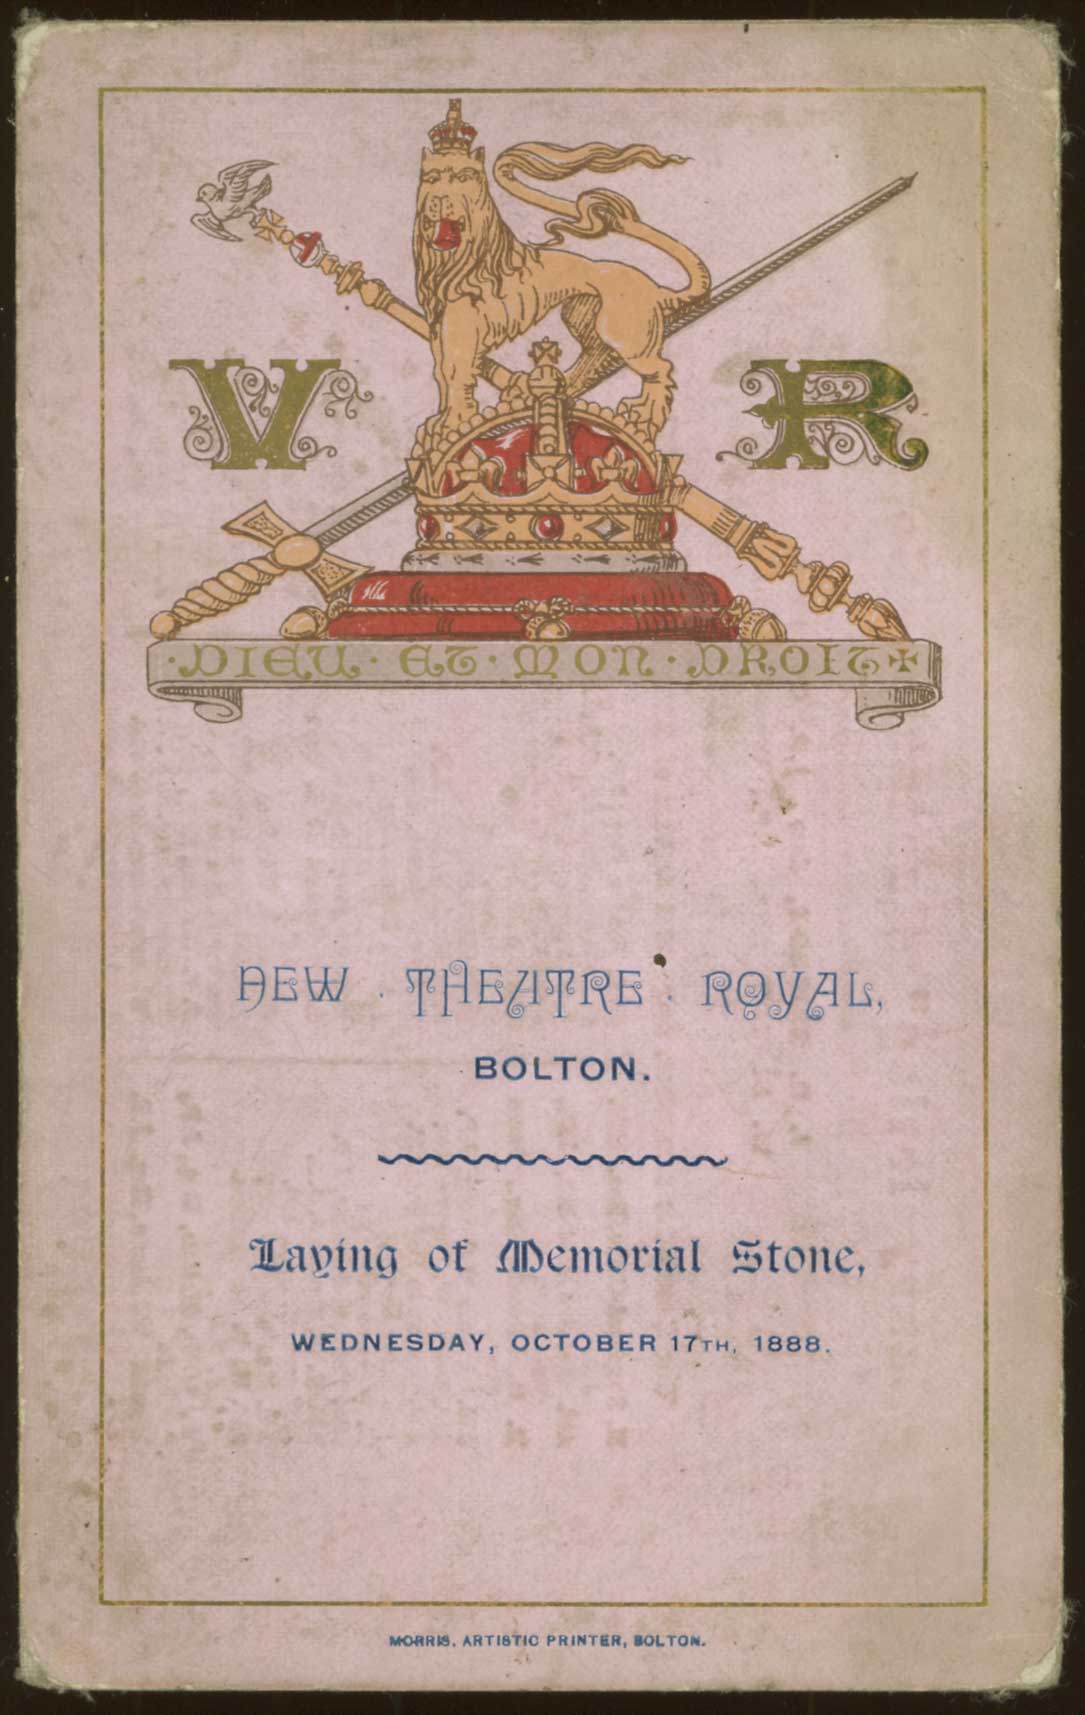 V R
· DIEU · ET · MON · DROIT ✠
NEW · THEATRE · ROYAL,
BOLTON.
Laying of Memorial Stone,
WEDNESDAY, OCTOBER 17TH, 1888.
MORRIS, ARTISTIC PRINTER, BOLTON.